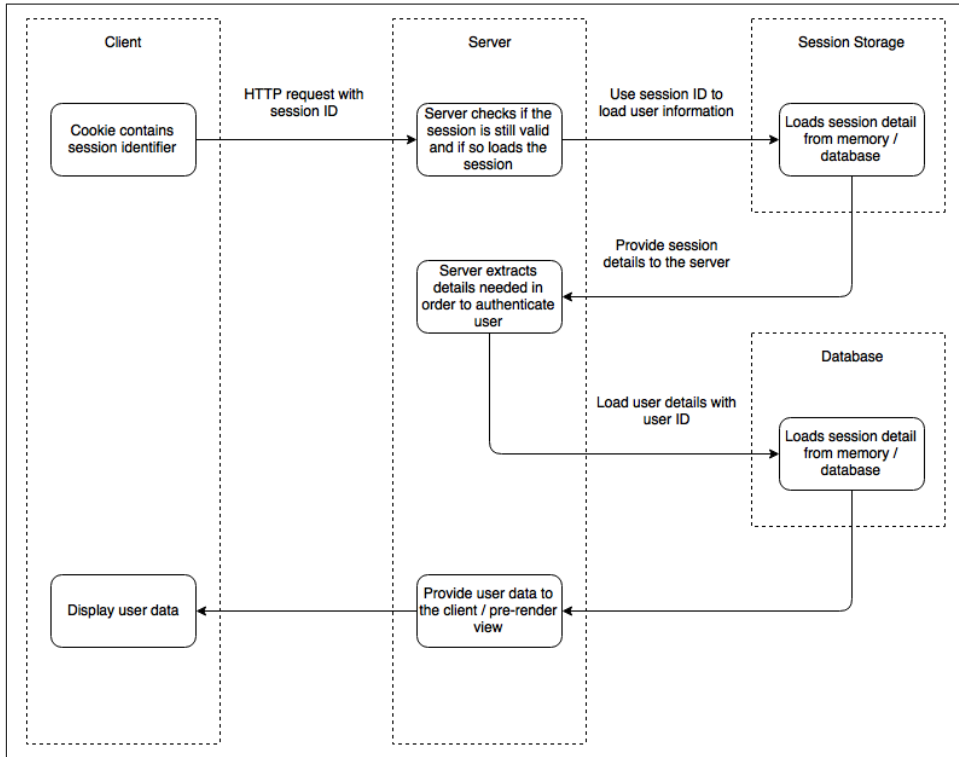 Client
Server
Session Storage
HTTP request with
session ID
Use session ID to
load user information
Cookie contains
session identifier
Server checks if the
session is still valid
and if so loads the
session
Loads session detail
from memory /
database
Provide session
details to the server
Server extracts
details needed in
order to authenticate
user
Database
Load user details with
user ID
Loads session detail
from memory /
database
Display user data
Provide user data to
the client / pre-render
view